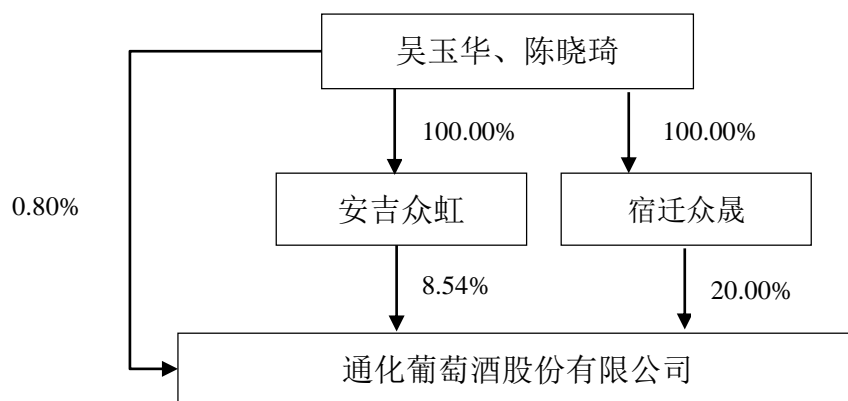 吴玉华、陈晓琦
100.00%
100.00%
0.80%
安吉众虹
宿迁众晟
8.54%
20.00%
通化葡萄酒股份有限公司